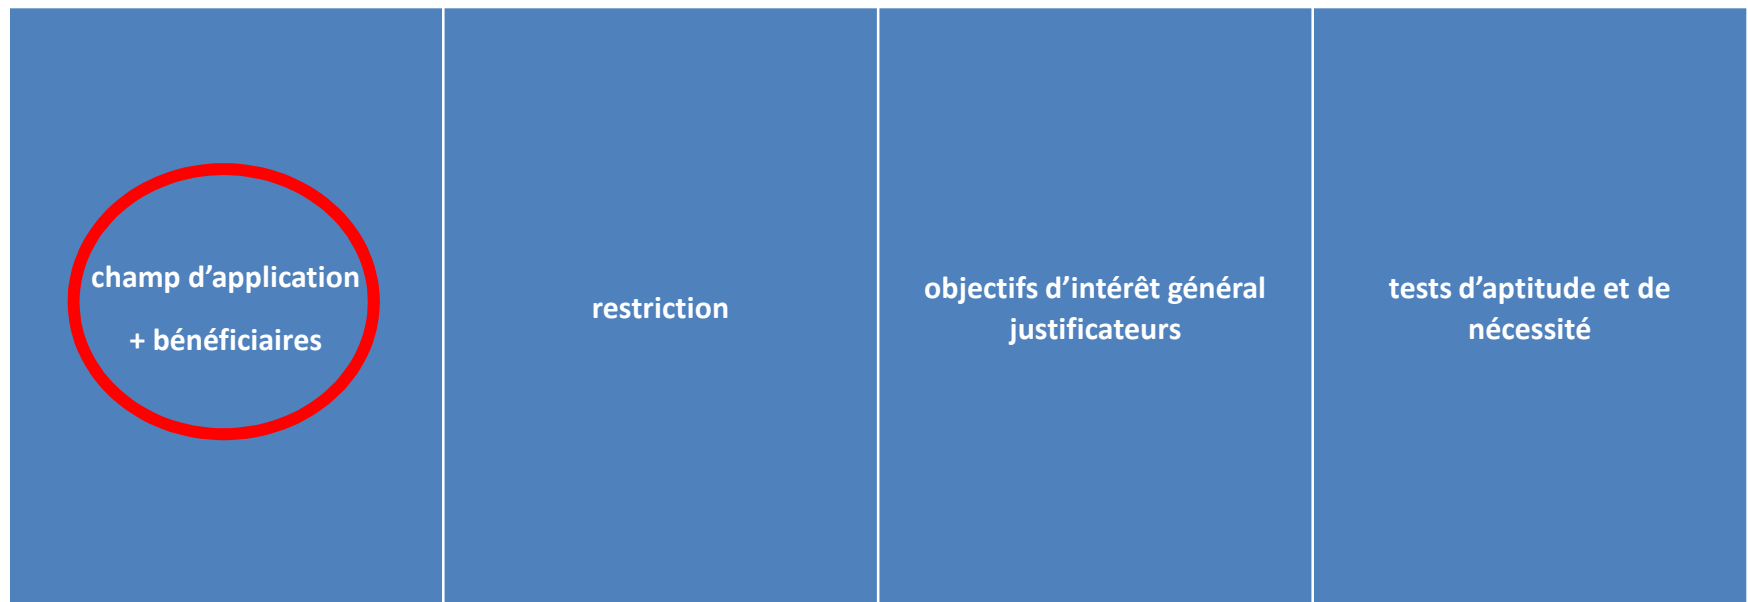 champ d’application
+ bénéficiaires
restriction
objectifs d’intérêt général
justificateurs
tests d’aptitude et de
nécessité